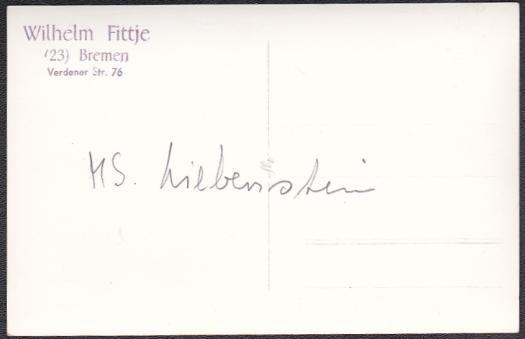 Wilhelm Fittje
(23) Bremen
Verdener Str. 76
MS. Liebenstein